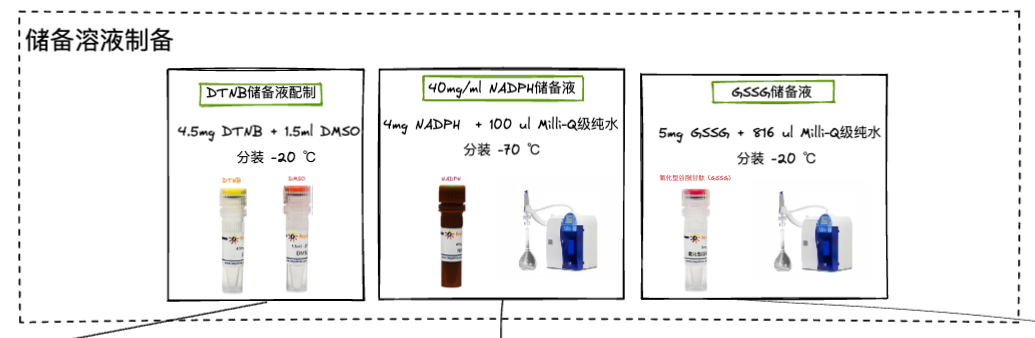 储备溶液制备
DTNB储备液配制
4.5mg DTNB + 1.5ml DMSO
分装 -20 ℃
DTNB
DMSO
40mg/ml NADPH储备液
4mg NADPH + 100 ul Milli-Q级纯水
分装 -70 ℃
NADPH
GSSG储备液
5mg GSSG + 816 ul Milli-Q级纯水
分装 -20 ℃
氧化型谷胱甘肽 (GSSG)